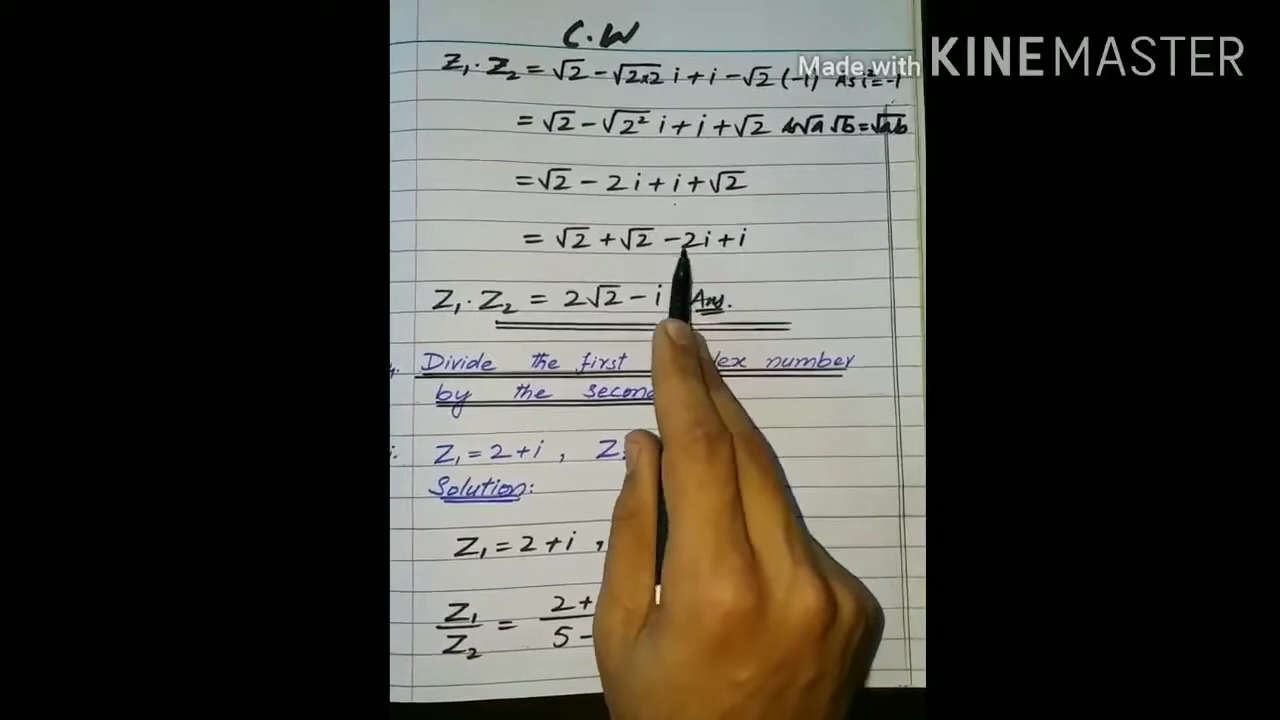 C.W
Made with KINEMASTER
Z₁·Z₂ = √2 - √2×2 i + i - √2 (-1) As i² = -1
= √2 - √2² i + i + √2 √a √b = √ab
= √2 - 2i + i + √2
= √2 + √2 - 2i + i
Z₁·Z₂ = 2√2 - i Ans.
Divide the first number
by the second
Z₁ = 2+i , Z
Solution:
Z₁ = 2+i ,
Z₁/Z₂ = 2+ / 5-